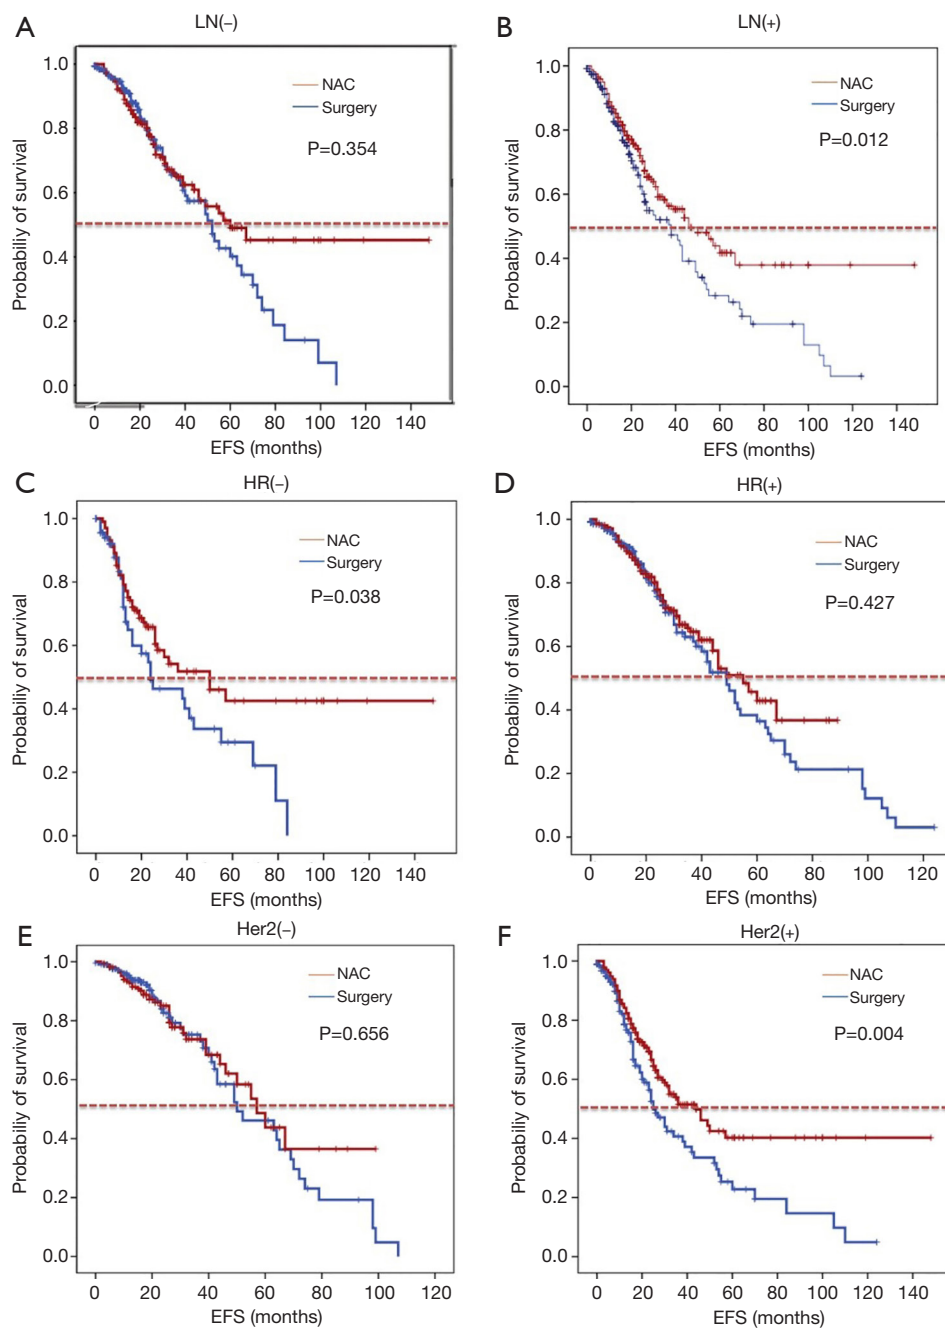 A
LN(−)
1.0
0.8
0.6
0.4
0.2
0.0
Probability of survival
NAC
Surgery
P=0.354
0 20 40 60 80 100 120 140
EFS (months)
B
LN(+)
1.0
0.8
0.6
0.4
0.2
0.0
Probability of survival
NAC
Surgery
P=0.012
0 20 40 60 80 100 120 140
EFS (months)
C
HR(−)
1.0
0.8
0.6
0.4
0.2
0.0
Probability of survival
NAC
Surgery
P=0.038
0 20 40 60 80 100 120 140
EFS (months)
D
HR(+)
1.0
0.8
0.6
0.4
0.2
0.0
Probability of survival
NAC
Surgery
P=0.427
0 20 40 60 80 100 120
EFS (months)
E
Her2(−)
1.0
0.8
0.6
0.4
0.2
0.0
Probability of survival
NAC
Surgery
P=0.656
0 20 40 60 80 100 120
EFS (months)
F
Her2(+)
1.0
0.8
0.6
0.4
0.2
0.0
Probability of survival
NAC
Surgery
P=0.004
0 20 40 60 80 100 120 140
EFS (months)